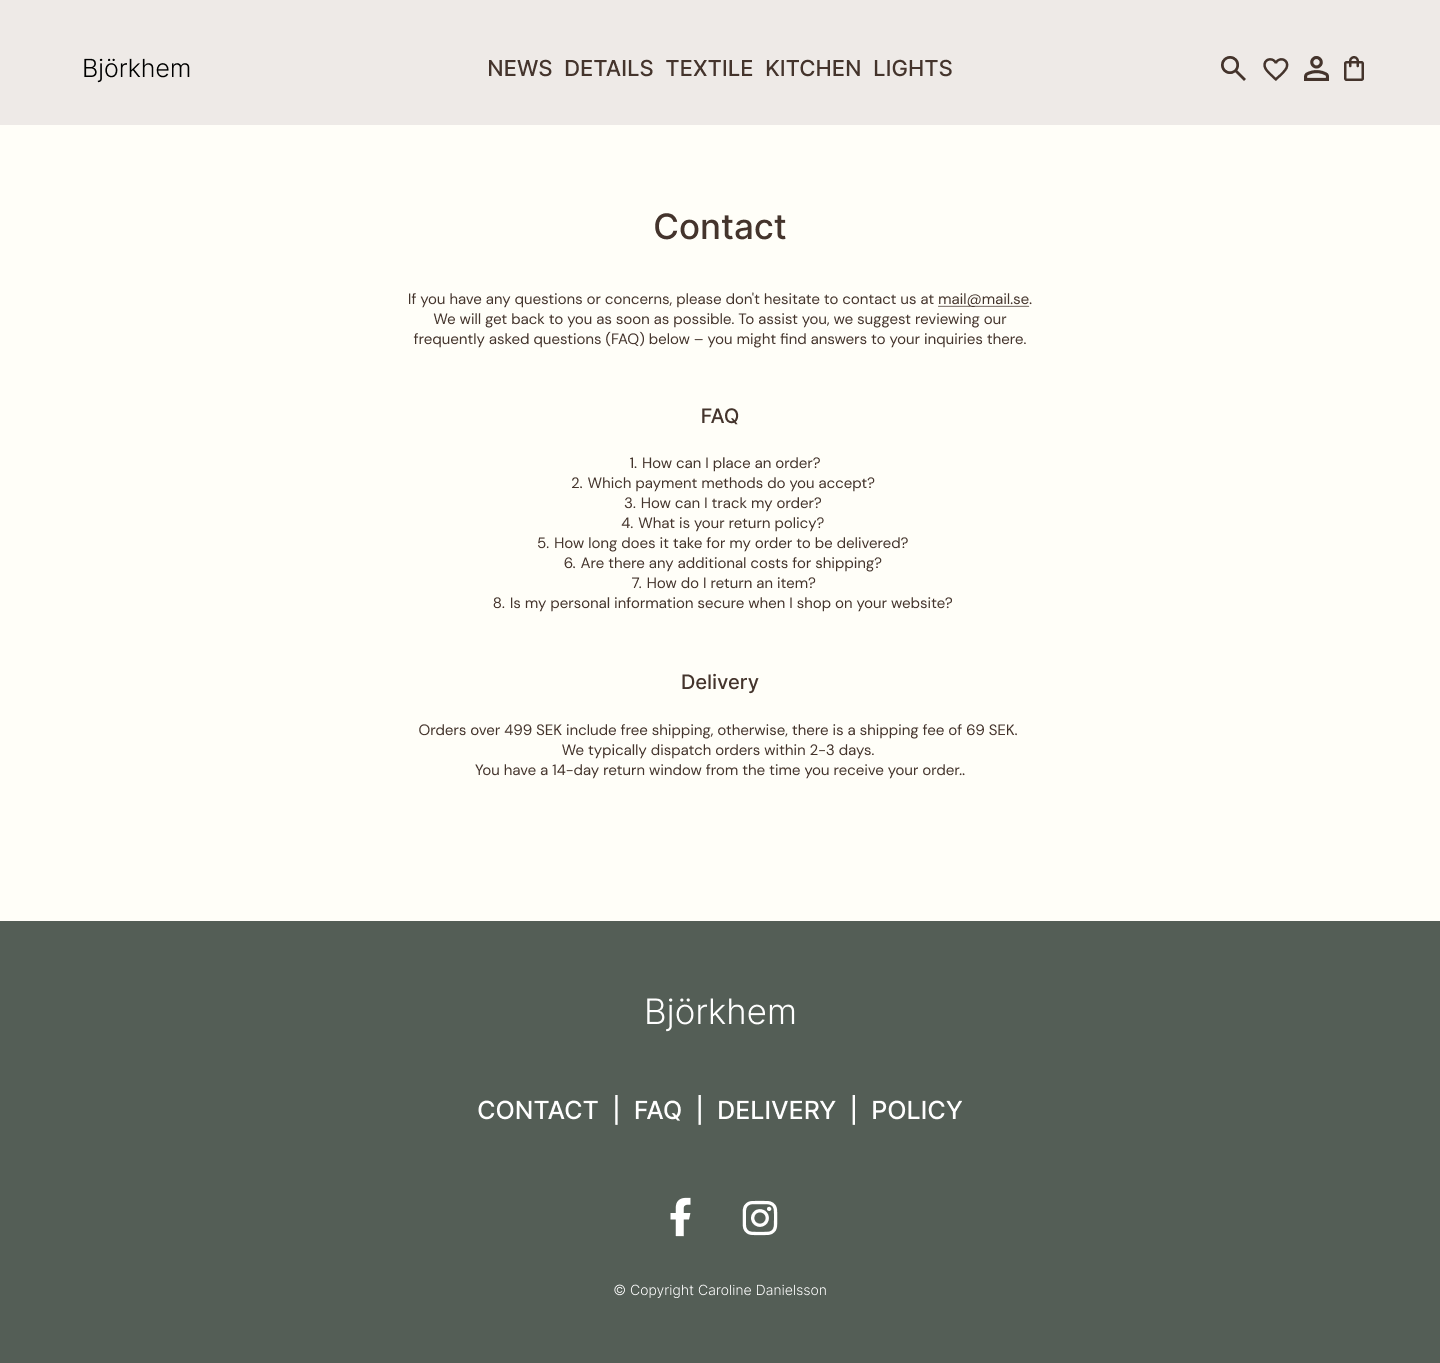 Björkhem
NEWS DETAILS TEXTILE KITCHEN LIGHTS
Contact
If you have any questions or concerns, please don't hesitate to contact us at mail@mail.se.
We will get back to you as soon as possible. To assist you, we suggest reviewing our
frequently asked questions (FAQ) below – you might find answers to your inquiries there.
FAQ
1. How can I place an order?
2. Which payment methods do you accept?
3. How can I track my order?
4. What is your return policy?
5. How long does it take for my order to be delivered?
6. Are there any additional costs for shipping?
7. How do I return an item?
8. Is my personal information secure when I shop on your website?
Delivery
Orders over 499 SEK include free shipping, otherwise, there is a shipping fee of 69 SEK.
We typically dispatch orders within 2-3 days.
You have a 14-day return window from the time you receive your order..
Björkhem
CONTACT | FAQ | DELIVERY | POLICY
© Copyright Caroline Danielsson